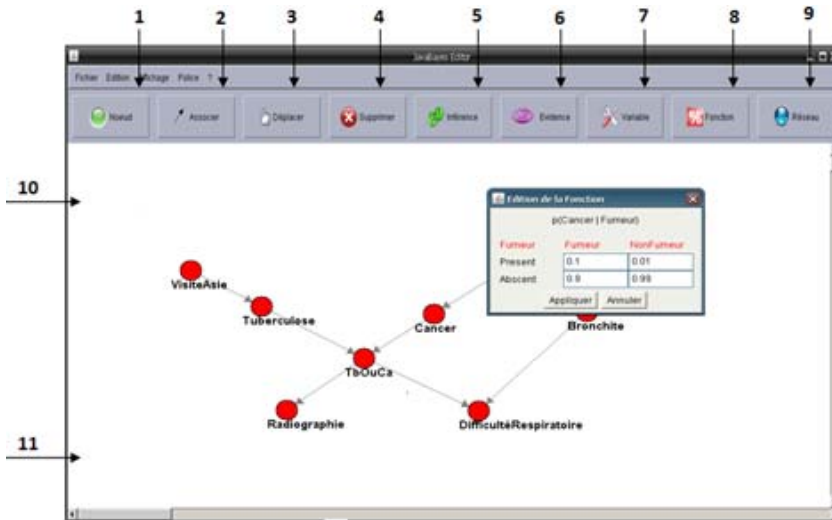 1 2 3 4 5 6 7 8 9
JavaBayes Editor
Fichier Edition Affichage Police ?
Noeud Associer Déplacer Supprimer Inférence Evidence Variable Fonction Réseau
10
Edition de la Fonction
p(Cancer | Fumeur)
Fumeur Fumeur NonFumeur
Present 0.1 0.01
Abscent 0.9 0.99
Appliquer Annuler
VisiteAsie
Tuberculose
Cancer
Bronchite
TbOuCa
Radiographie
DifficultéRespiratoire
11